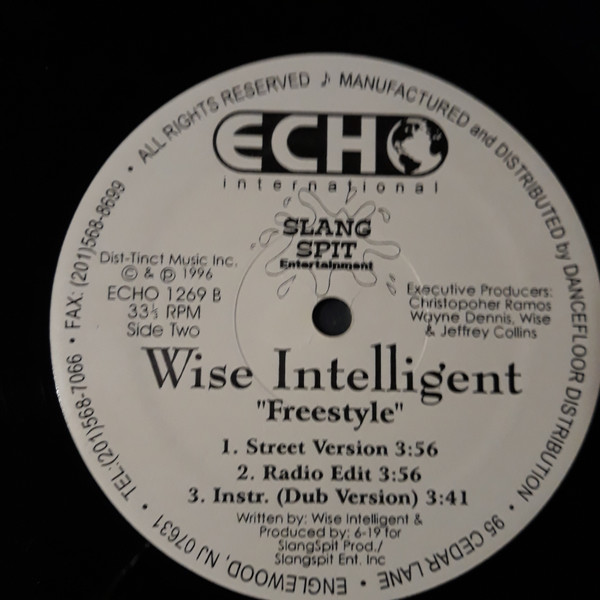 ALL RIGHTS RESERVED ♪ MANUFACTURED and DISTRIBUTED by DANCEFLOOR DISTRIBUTION • 95 CEDAR LANE • ENGLEWOOD, NJ 07631 • TEL:(201)568-7066 • FAX: (201)568-8699 •
ECHO
international
SLANG
SPIT
Entertainment
Dist-Tinct Music Inc.
© & ℗ 1996
ECHO 1269 B
33⅓ RPM
Side Two
Executive Producers:
Christopoher Ramos
Wayne Dennis, Wise
& Jeffrey Collins
Wise Intelligent
"Freestyle"
1. Street Version 3:56
2. Radio Edit 3:56
3. Instr. (Dub Version) 3:41
Written by: Wise Intelligent &
Produced by: 6-19 for
SlangSpit Prod./
Slangspit Ent. Inc